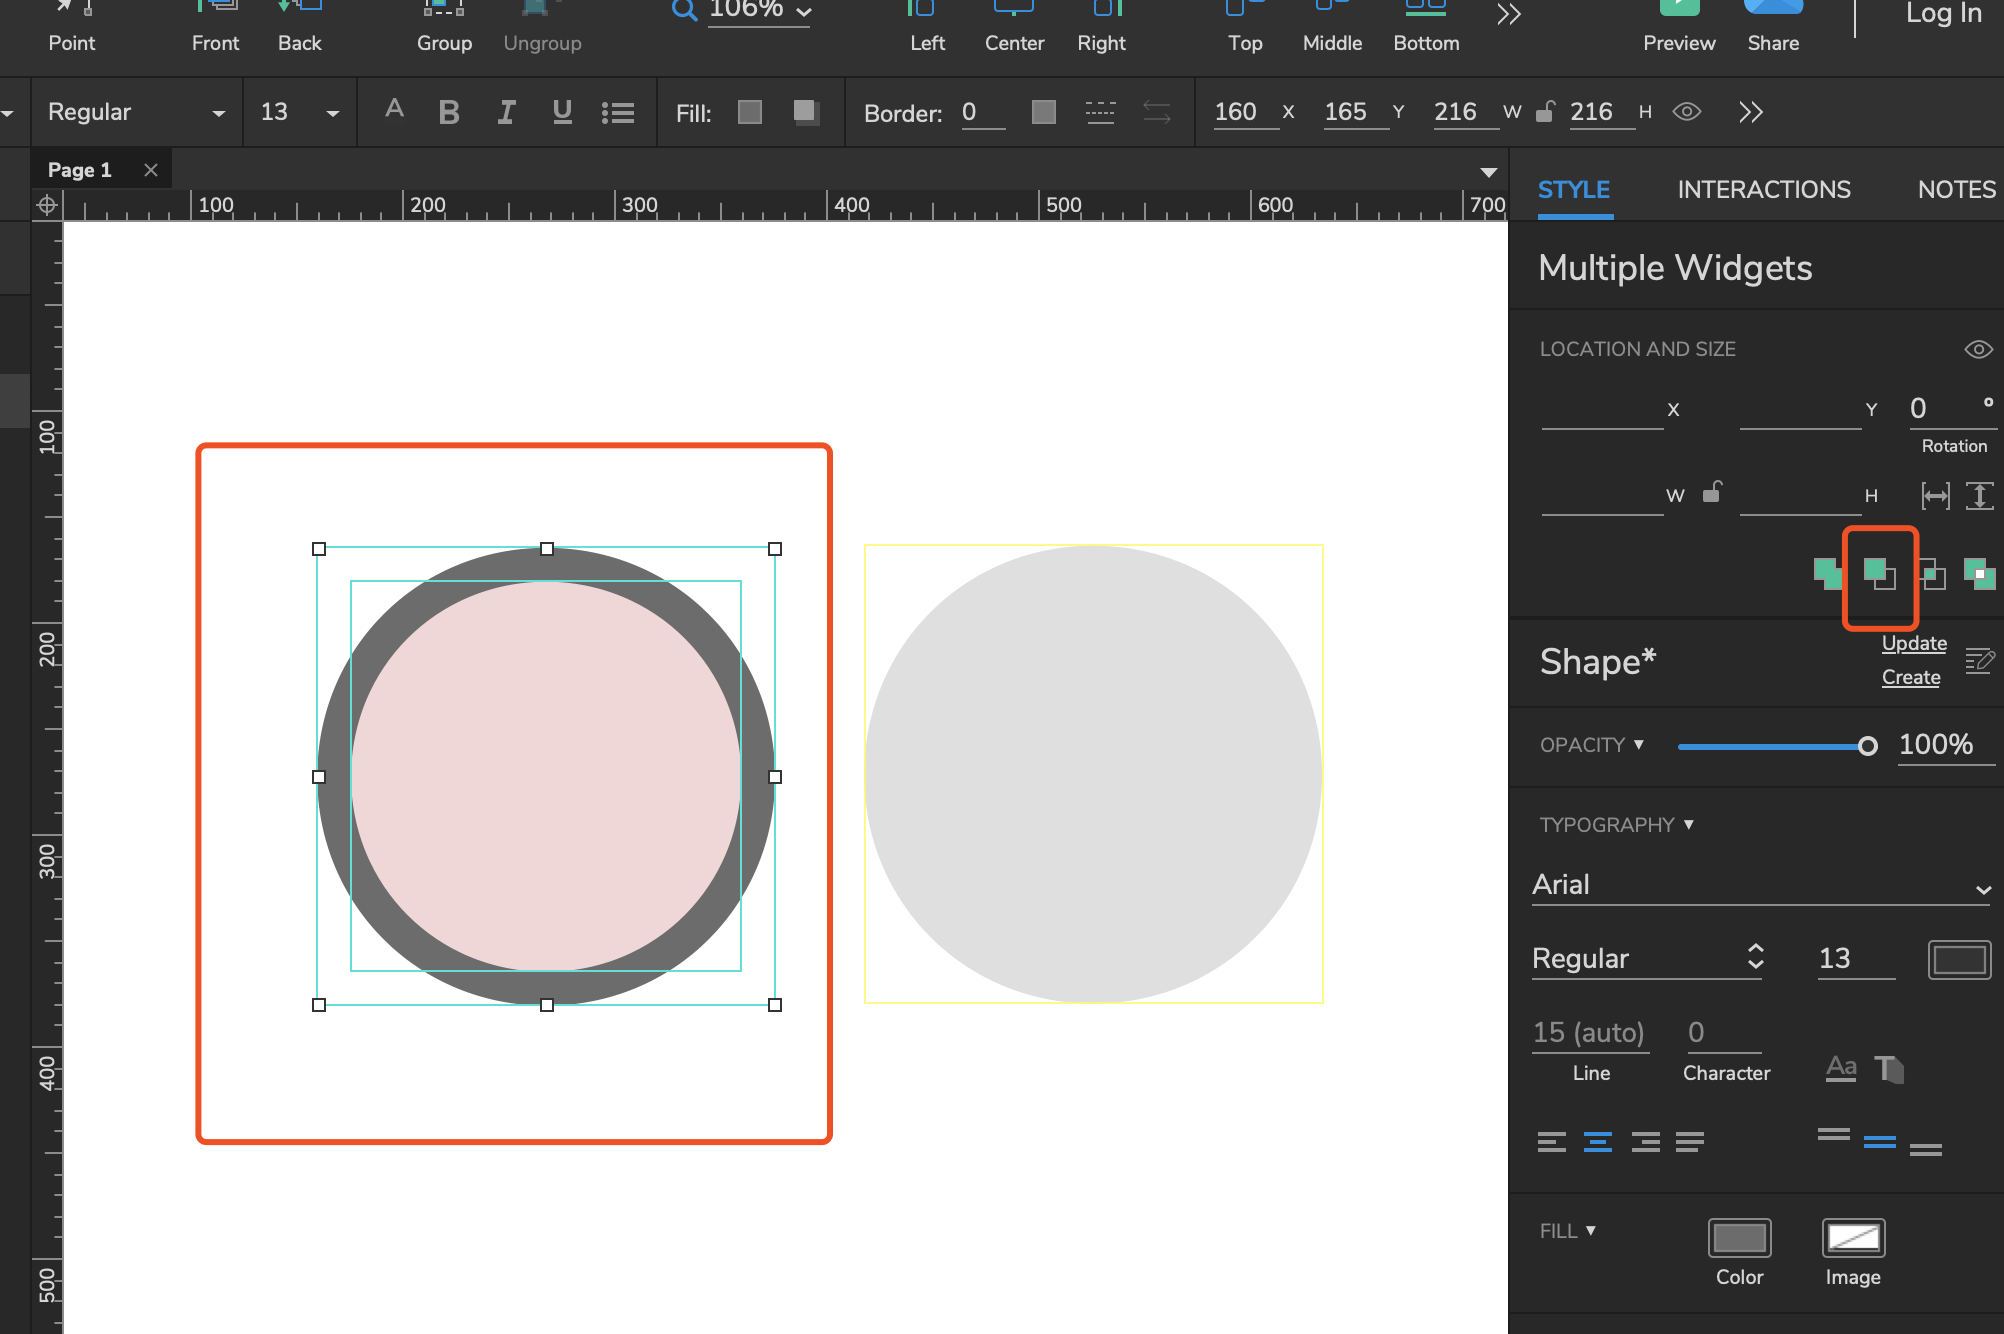 Point Front Back Group Ungroup 106% Left Center Right Top Middle Bottom Preview Share Log In
Regular 13 A B I U Fill: Border: 0 160 X 165 Y 216 W 216 H
Page 1
STYLE INTERACTIONS NOTES
100 200 300 400 500 600 700
Multiple Widgets
LOCATION AND SIZE
X Y 0 °
Rotation
W H
100
200
300
400
500
Shape* Update
Create
OPACITY 100%
TYPOGRAPHY
Arial
Regular 13
15 (auto) 0
Line Character Aa T
FILL
Color Image